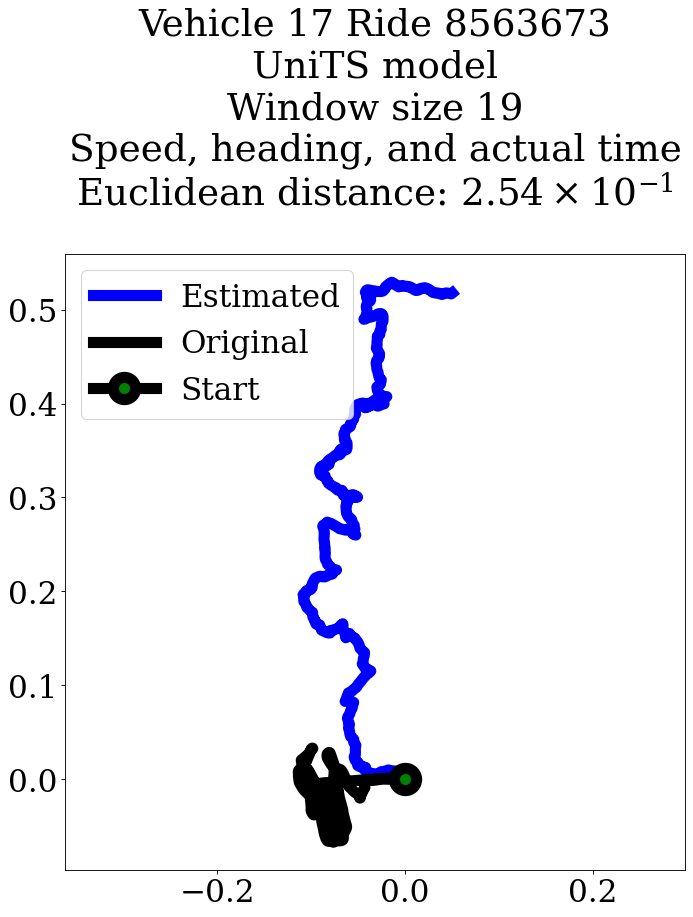 Vehicle 17 Ride 8563673
UniTS model
Window size 19
Speed, heading, and actual time
Euclidean distance: 2.54 × 10⁻¹
Estimated
Original
Start
0.5
0.4
0.3
0.2
0.1
0.0
−0.2 0.0 0.2